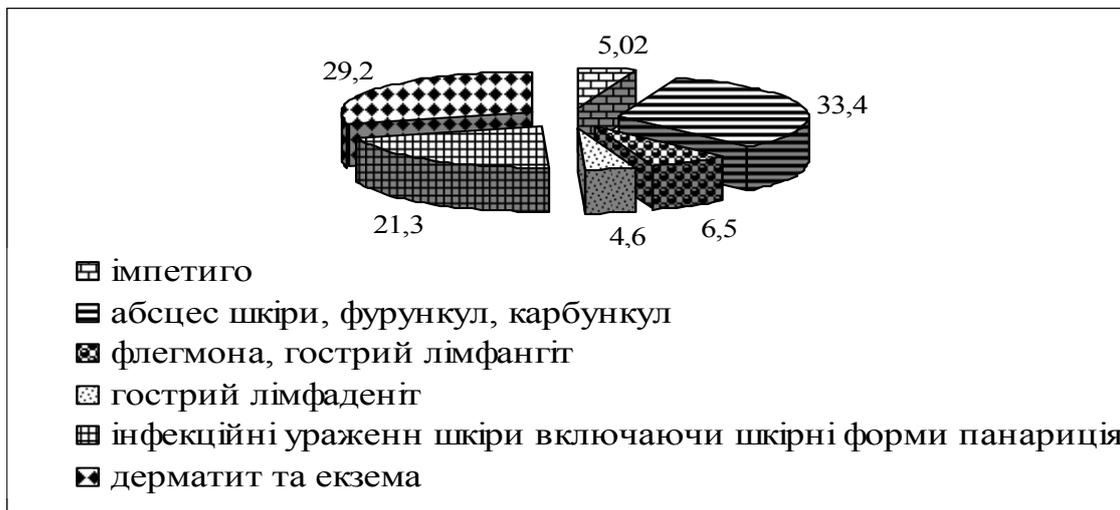 5,02
29,2
33,4
21,3
4,6
6,5
імпетиго
абсцес шкіри, фурункул, карбункул
флегмона, гострий лімфангіт
гострий лімфаденіт
інфекційні ураженн шкіри включаючи шкірні форми панариція
дерматит та екзема